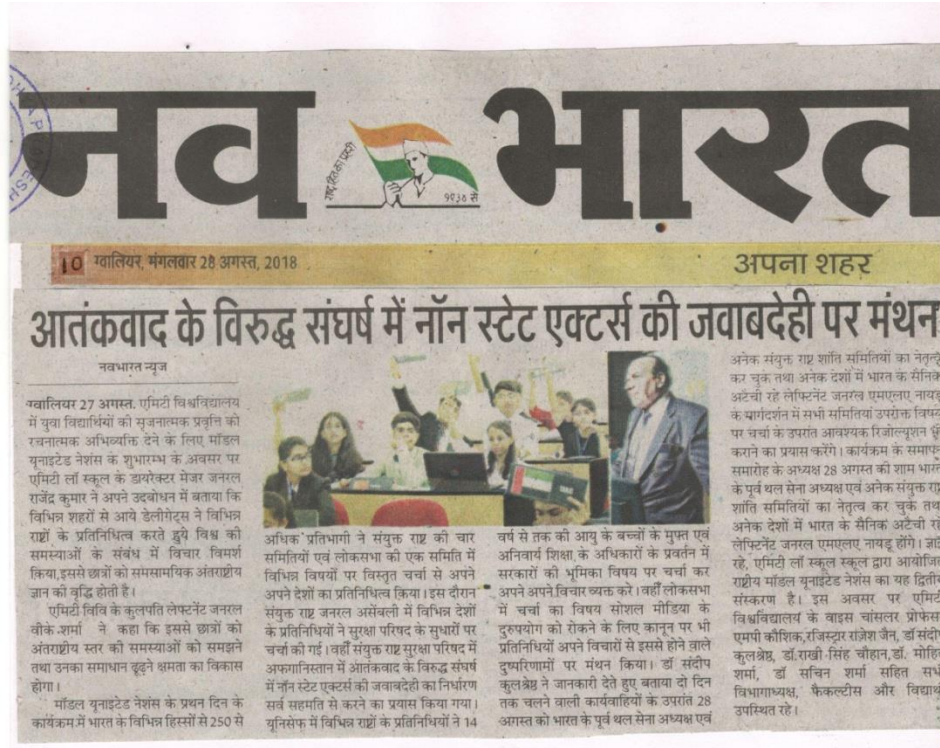 नव भारत
राष्ट्र हित का प्रहरी
१९३४ से
10 ग्वालियर, मंगलवार 28 अगस्त, 2018
अपना शहर
आतंकवाद के विरुद्ध संघर्ष में नॉन स्टेट एक्टर्स की जवाबदेही पर मंथन
नवभारत न्यूज
ग्वालियर 27 अगस्त. एमिटी विश्वविद्यालय
में युवा विद्यार्थियों की सृजनात्मक प्रवृत्ति को
रचनात्मक अभिव्यक्ति देने के लिए मॉडल
यूनाइटेड नेशंस के शुभारम्भ के अवसर पर
एमिटी लॉ स्कूल के डायरेक्टर मेजर जनरल
राजेंद्र कुमार ने अपने उदबोधन में बताया कि
विभिन्न शहरों से आये डेलीगेट्स ने विभिन्न
राष्ट्रों के प्रतिनिधित्व करते हुये विश्व की
समस्याओं के संबंध में विचार विमर्श
किया,इससे छात्रों को समसामयिक अंतराष्ट्रीय
ज्ञान की वृद्धि होती है।
एमिटी विवि के कुलपति लेफ्टनेंट जनरल
वीके शर्मा ने कहा कि इससे छात्रों को
अंतराष्ट्रीय स्तर की समस्याओं को समझने
तथा उनका समाधान ढूढ़ने क्षमता का विकास
होगा।
मॉडल यूनाइटेड नेशंस के प्रथम दिन के
कार्यक्रम में भारत के विभिन्न हिस्सों से 250 से
अधिक प्रतिभागी ने संयुक्त राष्ट्र की चार
समितियों एवं लोकसभा की एक समिति में
विभिन्न विषयों पर विस्तृत चर्चा से अपने
अपने देशों का प्रतिनिधित्व किया। इस दौरान
संयुक्त राष्ट्र जनरल असेंबली में विभिन्न देशों
के प्रतिनिधियों ने सुरक्षा परिषद के सुधारों पर
चर्चा की गई। वहीं संयुक्त राष्ट्र सुरक्षा परिषद में
अफगानिस्तान में आंतकवाद के विरुद्ध संघर्ष
में नॉन स्टेट एक्टर्स की जवाबदेही का निर्धारण
सर्व सहमति से करने का प्रयास किया गया।
यूनिसेफ में विभिन्न राष्ट्रों के प्रतिनिधियों ने 14
वर्ष से तक की आयु के बच्चों के मुफ्त एवं
अनिवार्य शिक्षा के अधिकारों के प्रवर्तन में
सरकारों की भूमिका विषय पर चर्चा कर
अपने अपने विचार व्यक्त करे। वहीं लोकसभा
में चर्चा का विषय सोशल मीडिया के
दुरुपयोग को रोकने के लिए कानून पर भी
प्रतिनिधियों अपने विचारों से इससे होने वाले
दुष्परिणामों पर मंथन किया। डॉ संदीप
कुलश्रेष्ठ ने जानकारी देते हुए बताया दो दिन
तक चलने वाली कार्यवाहियों के उपरांत 28
अगस्त को भारत के पूर्व थल सेना अध्यक्ष एवं
अनेक संयुक्त राष्ट्र शांति समितियों का नेतृत्व
कर चुके तथा अनेक देशों में भारत के सैनिक
अटैची रहे लेफ्टिनेंट जनरल एमएलए नायडू
के मार्गदर्शन में सभी समितियां उपरोक्त विषयों
पर चर्चा के उपरांत आवश्यक रिजोल्यूशन
कराने का प्रयास करेंगे। कार्यक्रम के समापन
समारोह के अध्यक्ष 28 अगस्त की शाम भारत
के पूर्व थल सेना अध्यक्ष एवं अनेक संयुक्त राष्ट्र
शांति समितियों का नेतृत्व कर चुके तथा
अनेक देशों में भारत के सैनिक अटैची रहे
लेफ्टिनेंट जनरल एमएलए नायडू होंगे।
रहे, एमिटी लॉ स्कूल स्कूल द्वारा आयोजित
राष्ट्रीय मॉडल यूनाइटेड नेशंस का यह द्वितीय
संस्करण है। इस अवसर पर एमिटी
विश्वविद्यालय के वाइस चांसलर प्रोफेसर
एमपी कौशिक,रजिस्ट्रार राजेश जैन, डॉ संदीप
कुलश्रेष्ठ, डॉ.राखी सिंह चौहान,डॉ. मोहित
शर्मा, डॉ सचिन शर्मा सहित सभी
विभागाध्यक्ष, फैकल्टीस और विद्यार्थी
उपस्थित रहे।